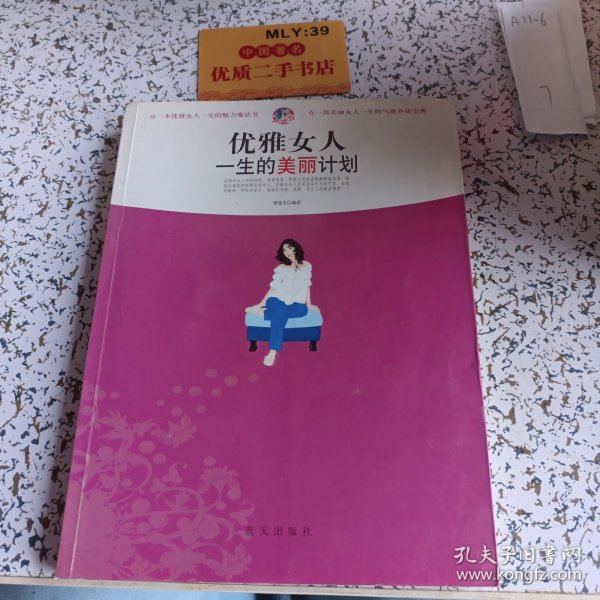 MLY:39
中国著名
优质二手书店
A11-6
7
☆一本优雅女人一生的魅力魔法书
☆一部美丽女人一生的气质养成宝典
优雅女人
一生的美丽计划
蓝天出版社
孔夫子旧书网
www.kongfz.com